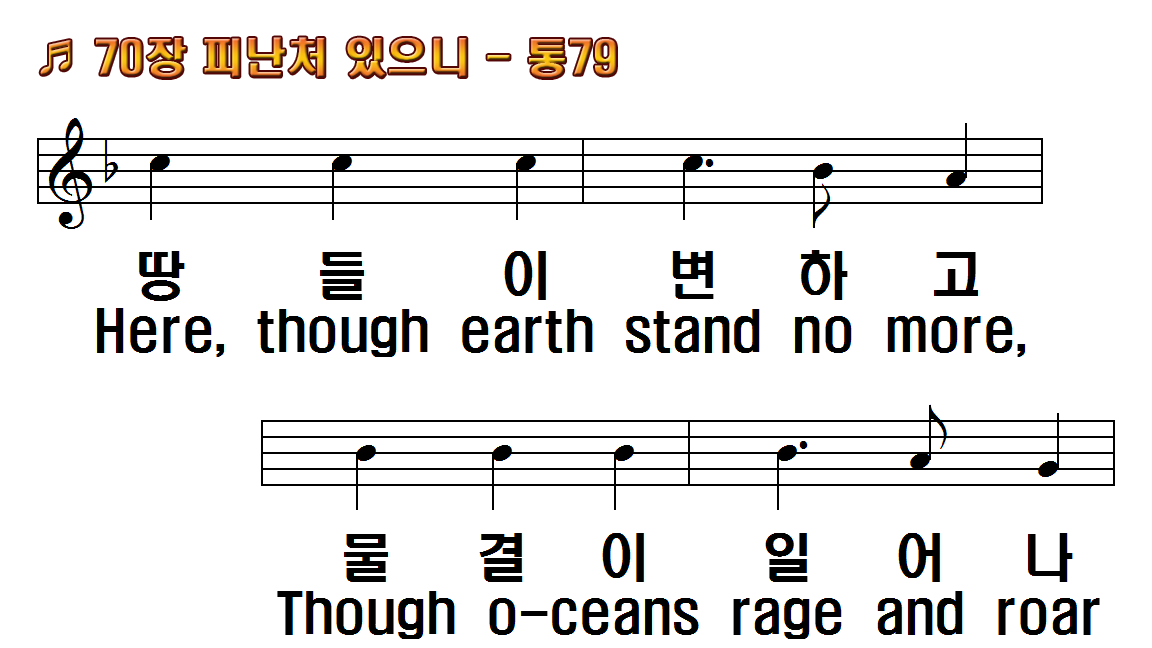 ♬ 70장 피난처 있으니 - 통79
땅 들 이 변 하 고
Here, though earth stand no more,
물 결 이 일 어 나
Though o-ceans rage and roar